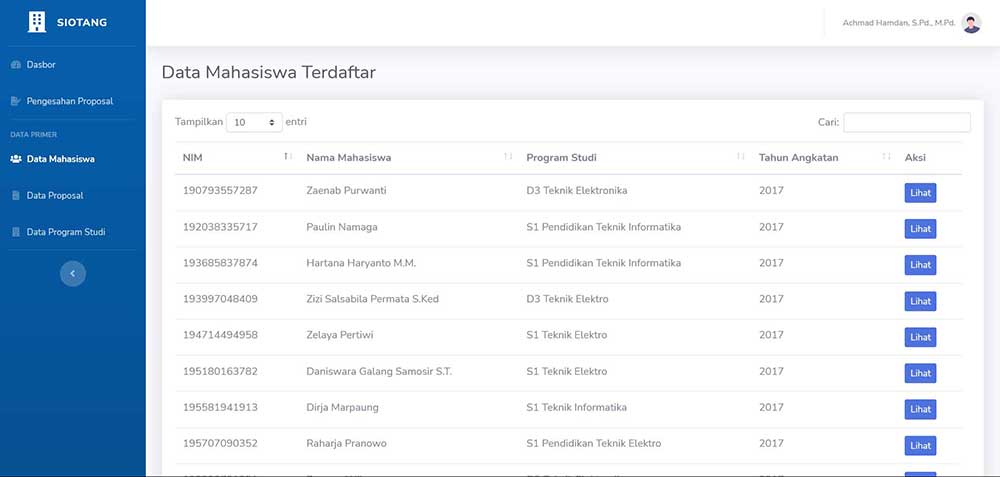 SIOTANG
Achmad Hamdan, S.Pd., M.Pd.
Dasbor
Pengesahan Proposal
DATA PRIMER
Data Mahasiswa
Data Proposal
Data Program Studi
Data Mahasiswa Terdaftar
Tampilkan 10 entri Cari:
NIM Nama Mahasiswa Program Studi Tahun Angkatan Aksi
190793557287 Zaenab Purwanti D3 Teknik Elektronika 2017 Lihat
192038335717 Paulin Namaga S1 Pendidikan Teknik Informatika 2017 Lihat
193685837874 Hartana Haryanto M.M. S1 Pendidikan Teknik Informatika 2017 Lihat
193997048409 Zizi Salsabila Permata S.Ked D3 Teknik Elektro 2017 Lihat
194714494958 Zelaya Pertiwi S1 Teknik Elektro 2017 Lihat
195180163782 Daniswara Galang Samosir S.T. S1 Teknik Elektro 2017 Lihat
195581941913 Dirja Marpaung S1 Teknik Informatika 2017 Lihat
195707090352 Raharja Pranowo S1 Pendidikan Teknik Elektro 2017 Lihat